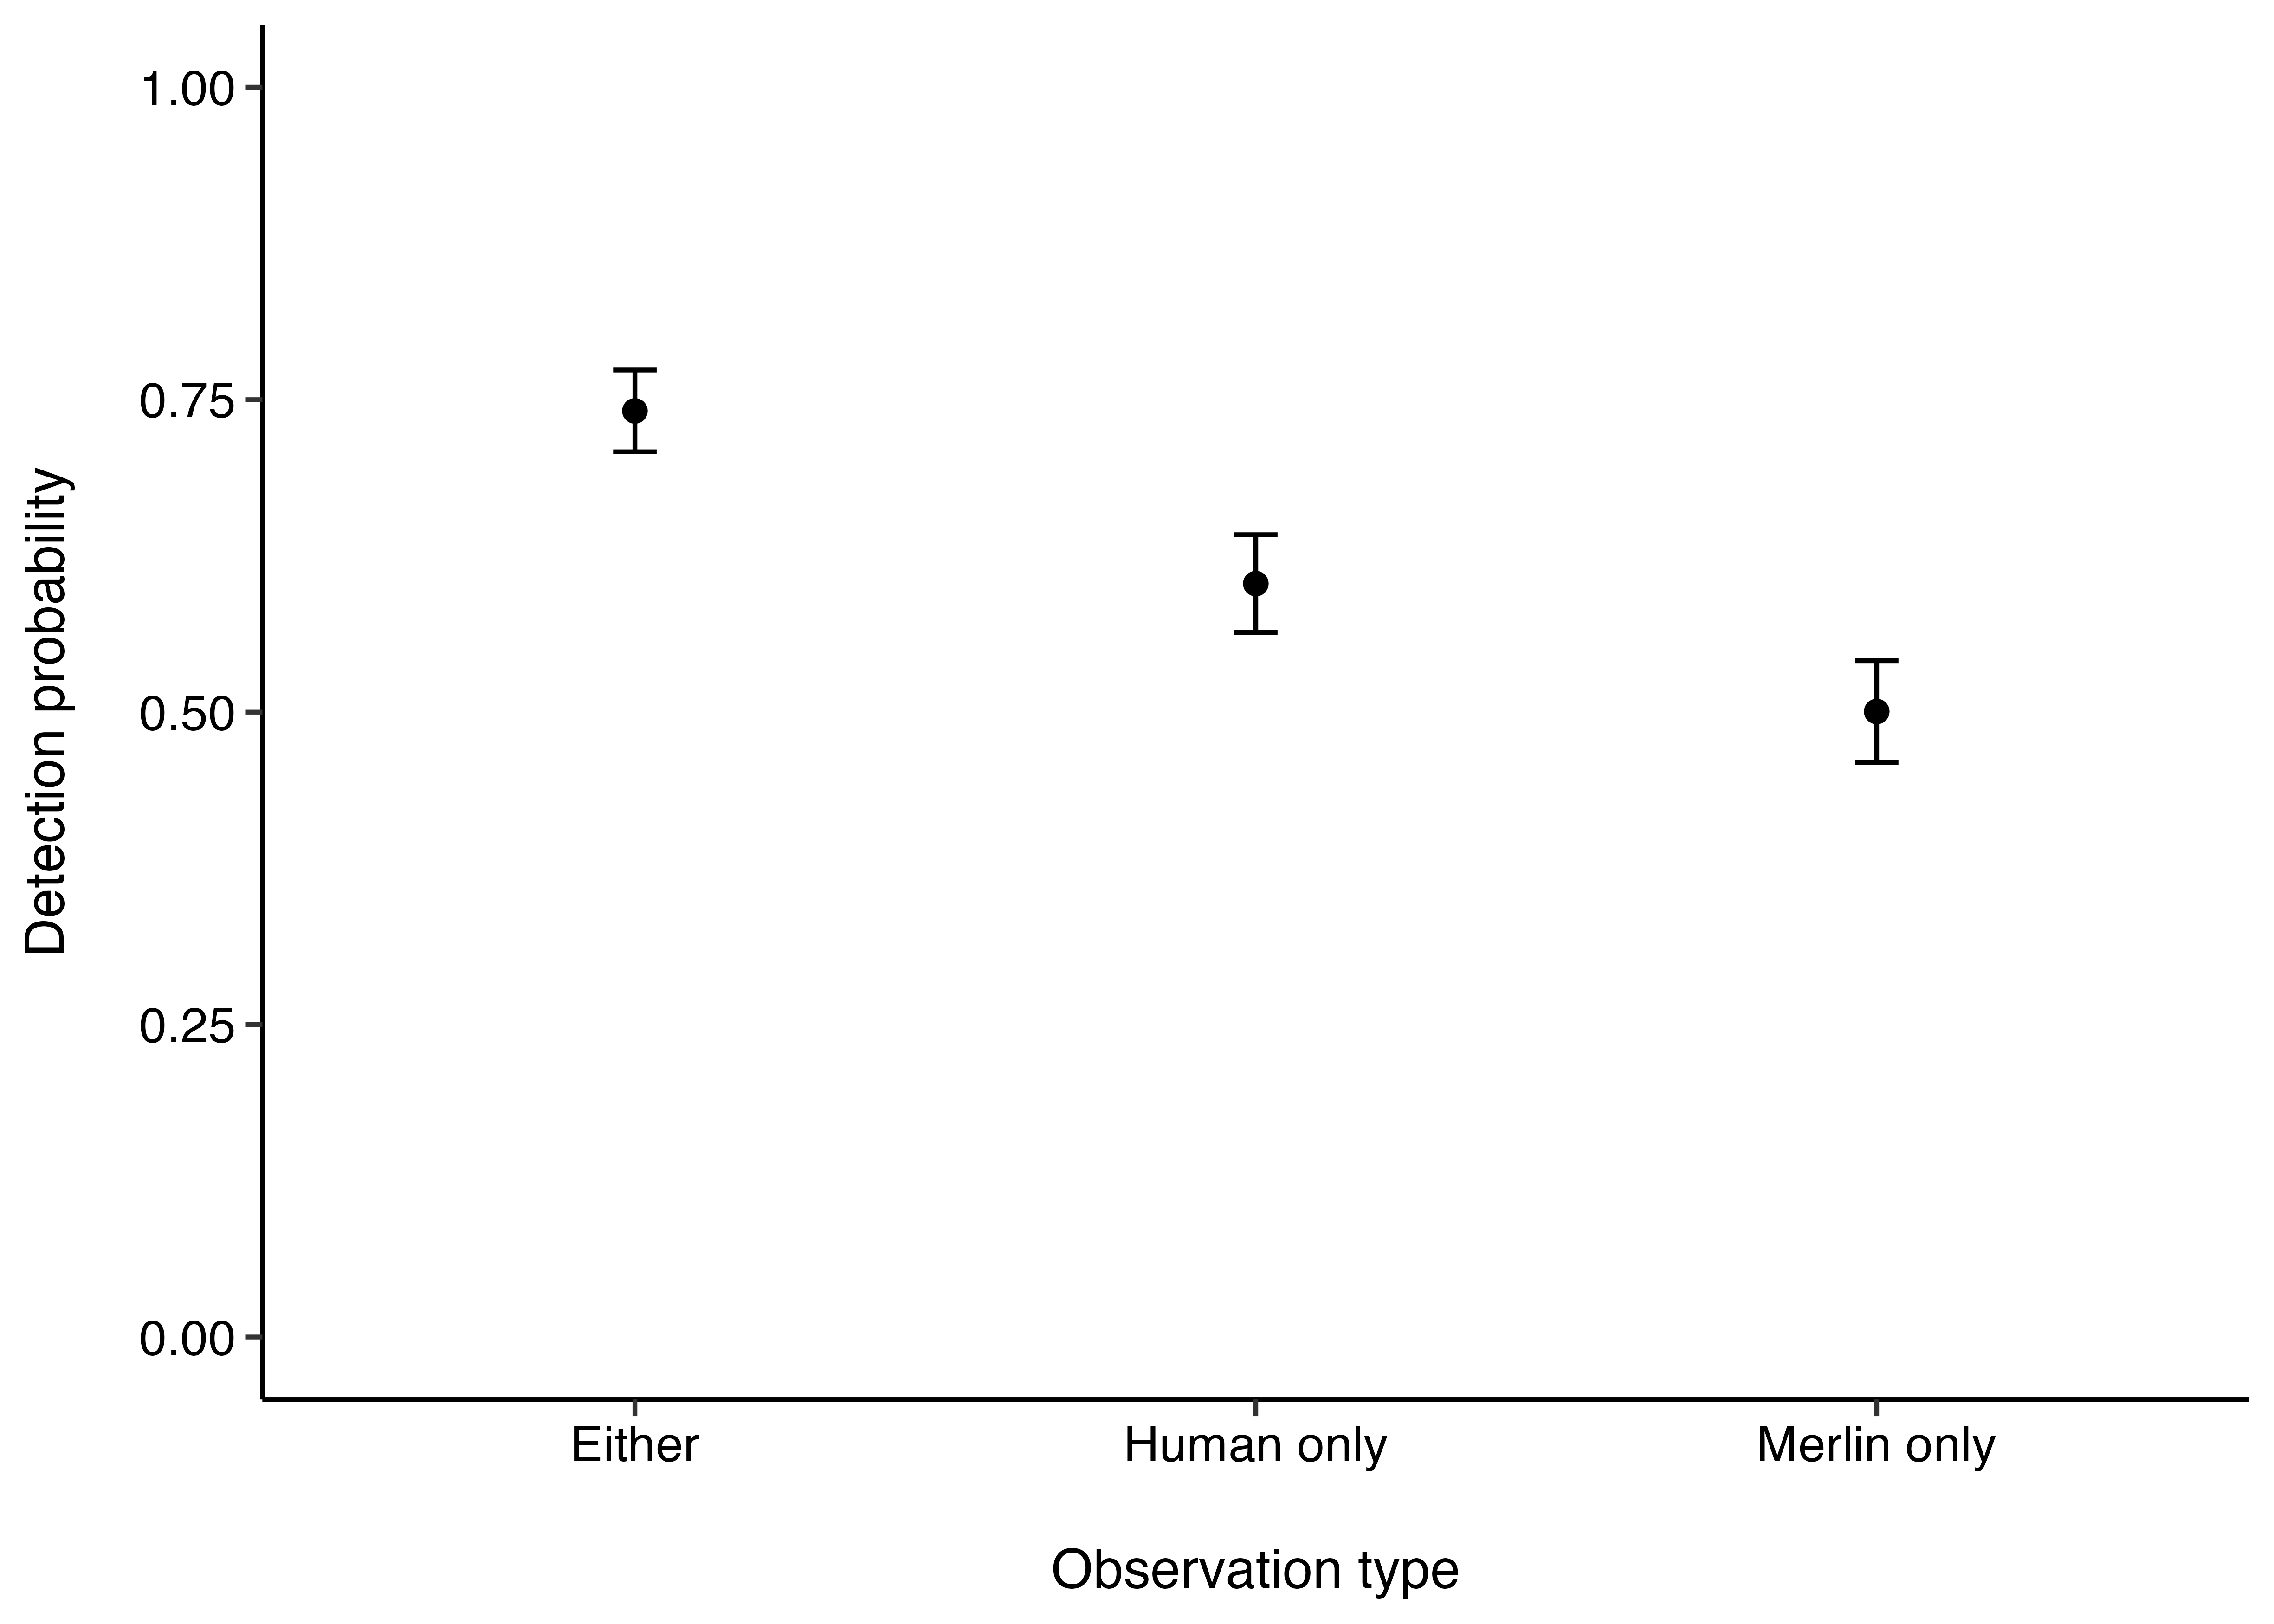 1.00
0.75
0.50
0.25
0.00
Detection probability
Either
Human only
Merlin only
Observation type